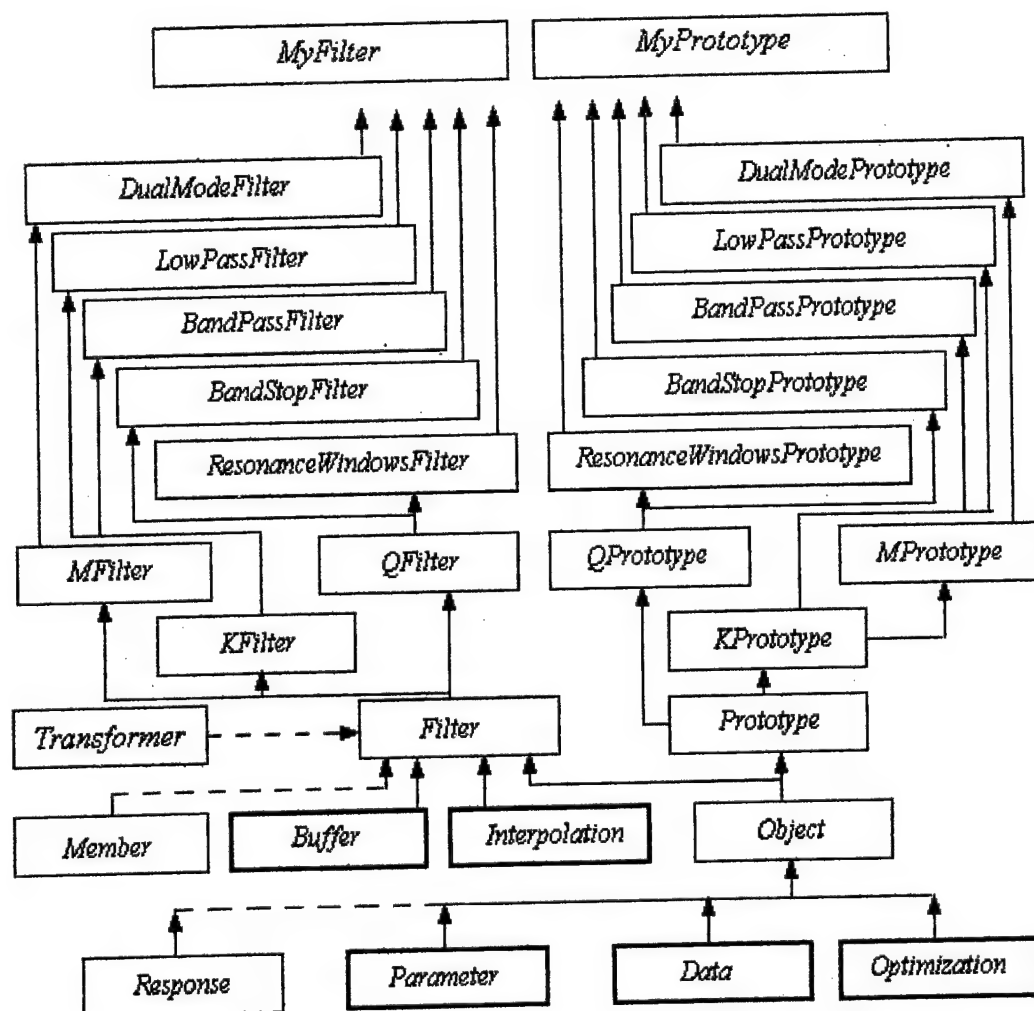 MyFilter
MyPrototype
DualModeFilter
DualModePrototype
LowPassFilter
LowPassPrototype
BandPassFilter
BandPassPrototype
BandStopFilter
BandStopPrototype
ResonanceWindowsFilter
ResonanceWindowsPrototype
MFilter
QFilter
QPrototype
MPrototype
KFilter
KPrototype
Transformer
Filter
Prototype
Member
Buffer
Interpolation
Object
Response
Parameter
Data
Optimization